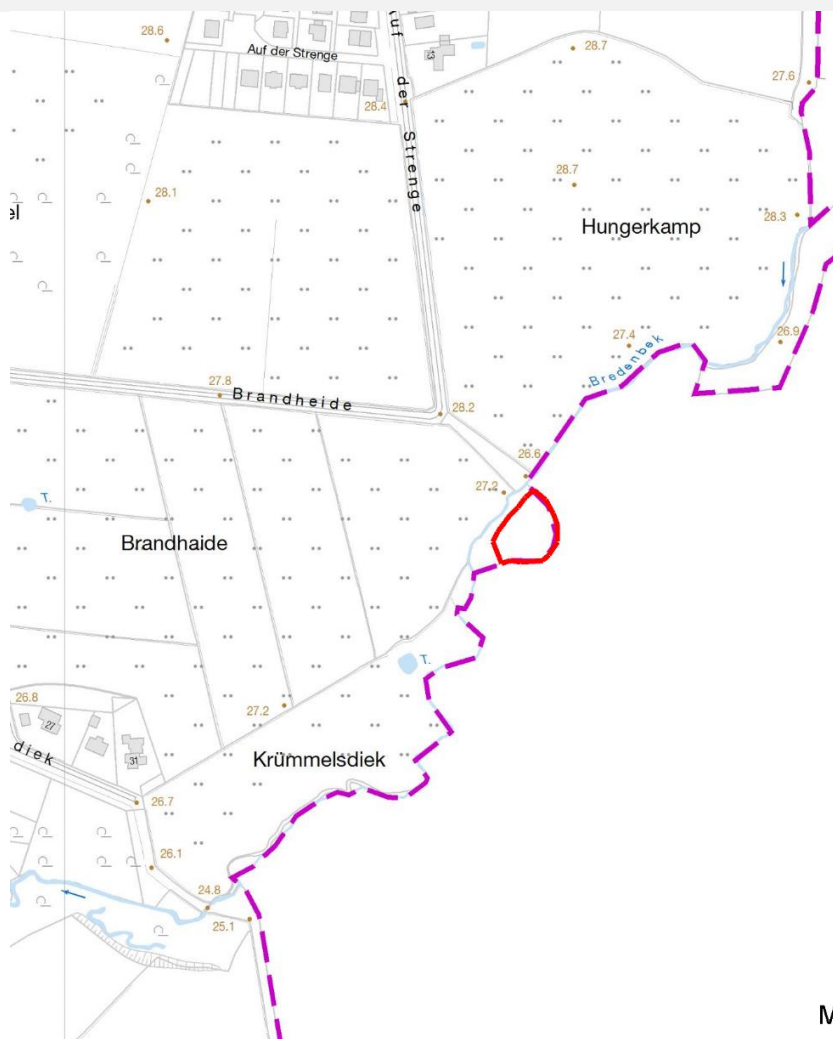 28.6
Auf der Strenge
Auf der Strenge
43
28.7
27.6
28.4
28.1
el
28.7
28.3
Hungerkamp
27.4
26.9
Bredenbek
27.8
Brandheide
28.2
26.6
27.2
T.
Brandhaide
T.
26.8
27
27.2
diek
31
Krümmelsdiek
26.7
26.1
24.8
25.1
M